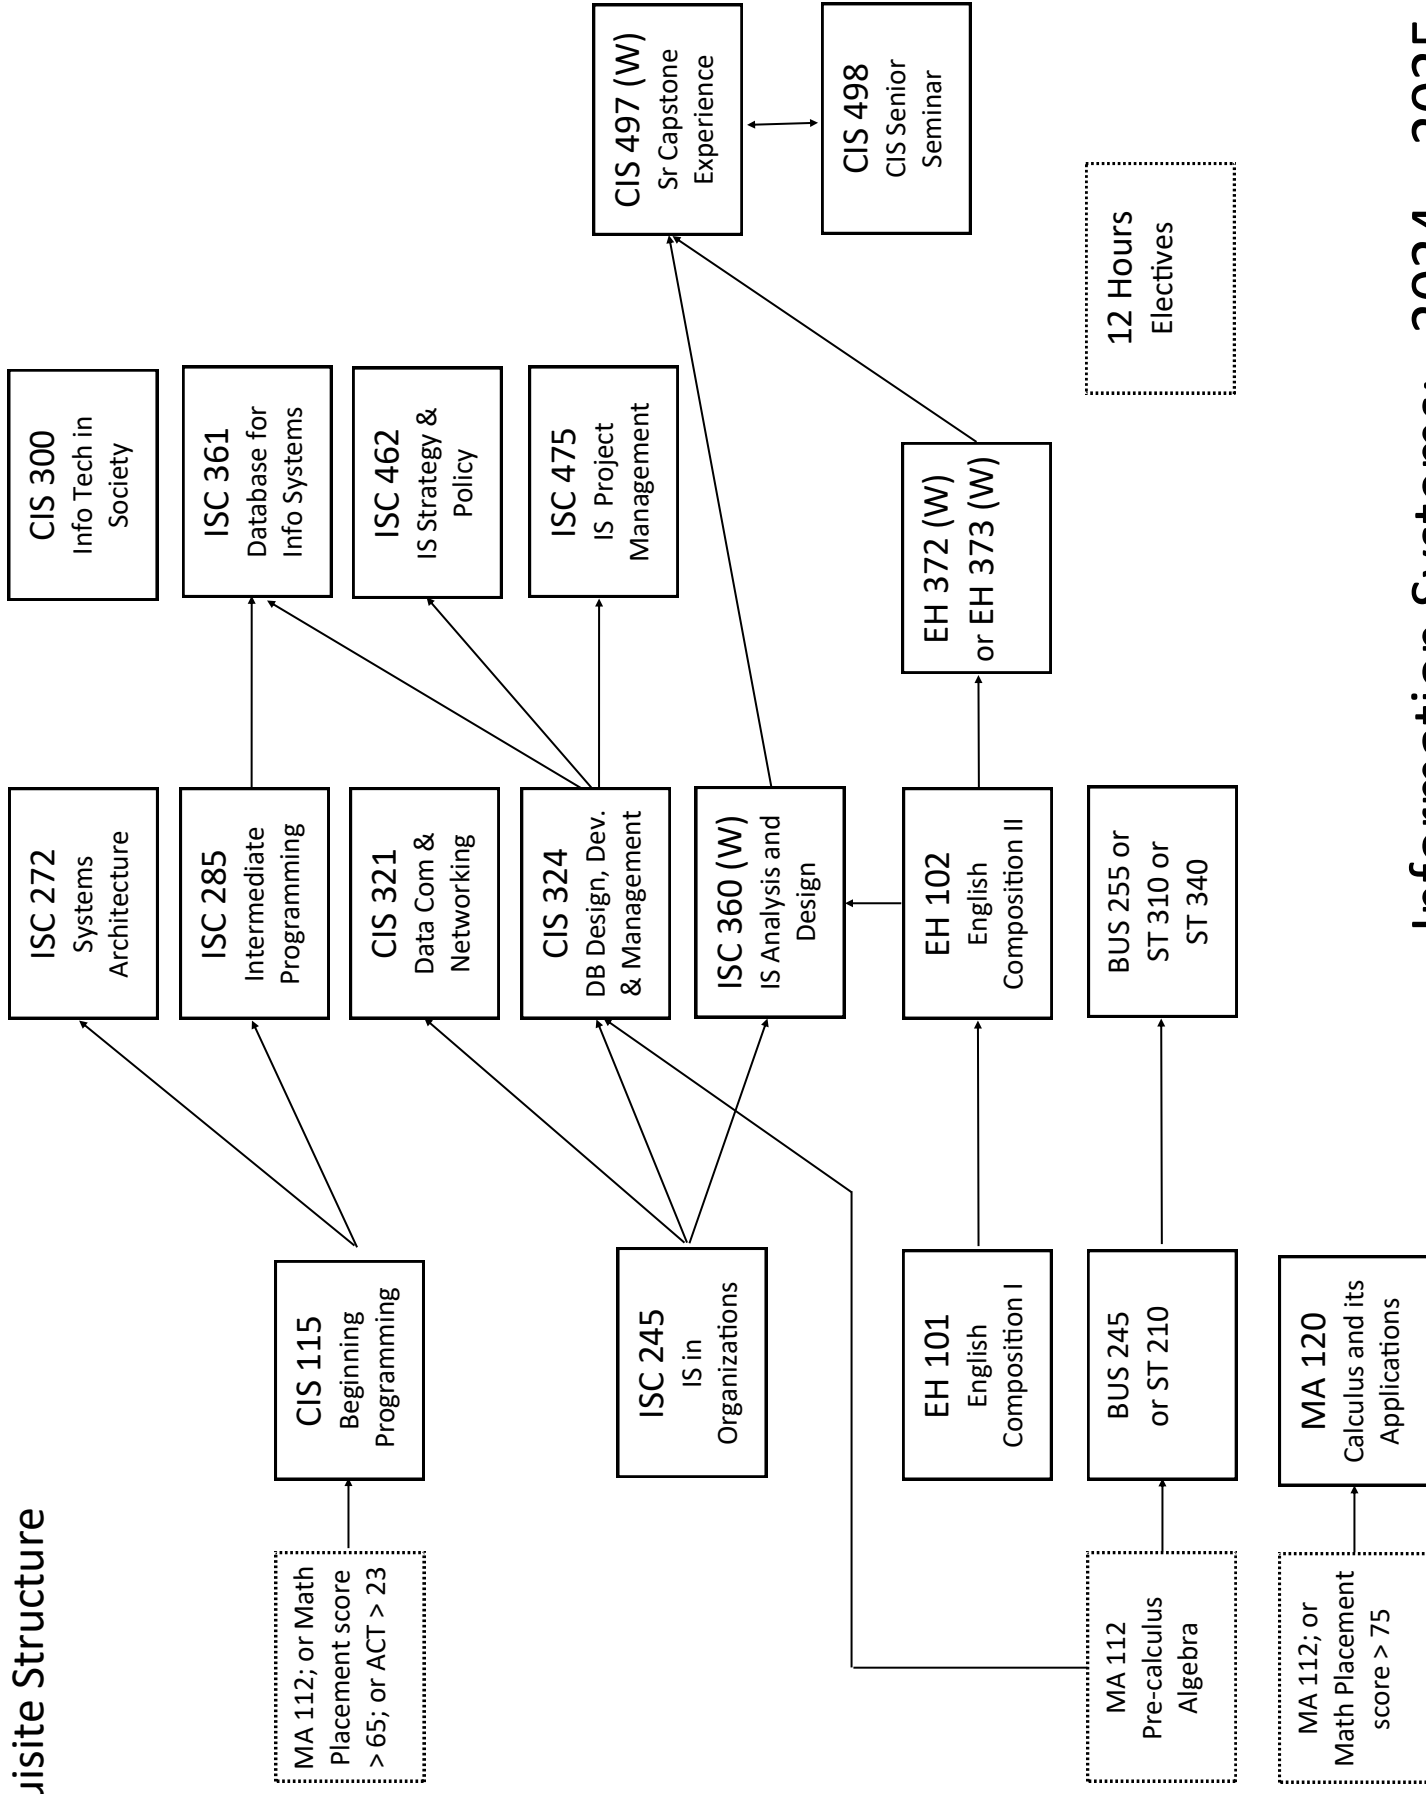 uisite Structure
CIS 300
Info Tech in
Society
ISC 272
Systems
Architecture
ISC 285
Intermediate
Programming
ISC 361
Database for
Info Systems
MA 112; or Math
Placement score
> 65; or ACT > 23
CIS 115
Beginning
Programming
CIS 321
Data Com &
Networking
ISC 462
IS Strategy &
Policy
CIS 324
DB Design, Dev.
& Management
ISC 475
IS Project
Management
CIS 497 (W)
Sr Capstone
Experience
ISC 245
IS in
Organizations
ISC 360 (W)
IS Analysis and
Design
CIS 498
CIS Senior
Seminar
EH 101
English
Composition I
EH 102
English
Composition II
EH 372 (W)
or EH 373 (W)
MA 112
Pre-calculus
Algebra
BUS 245
or ST 210
BUS 255 or
ST 310 or
ST 340
12 Hours
Electives
MA 112; or
Math Placement
score > 75
MA 120
Calculus and its
Applications
Information Systems: 2024 2025